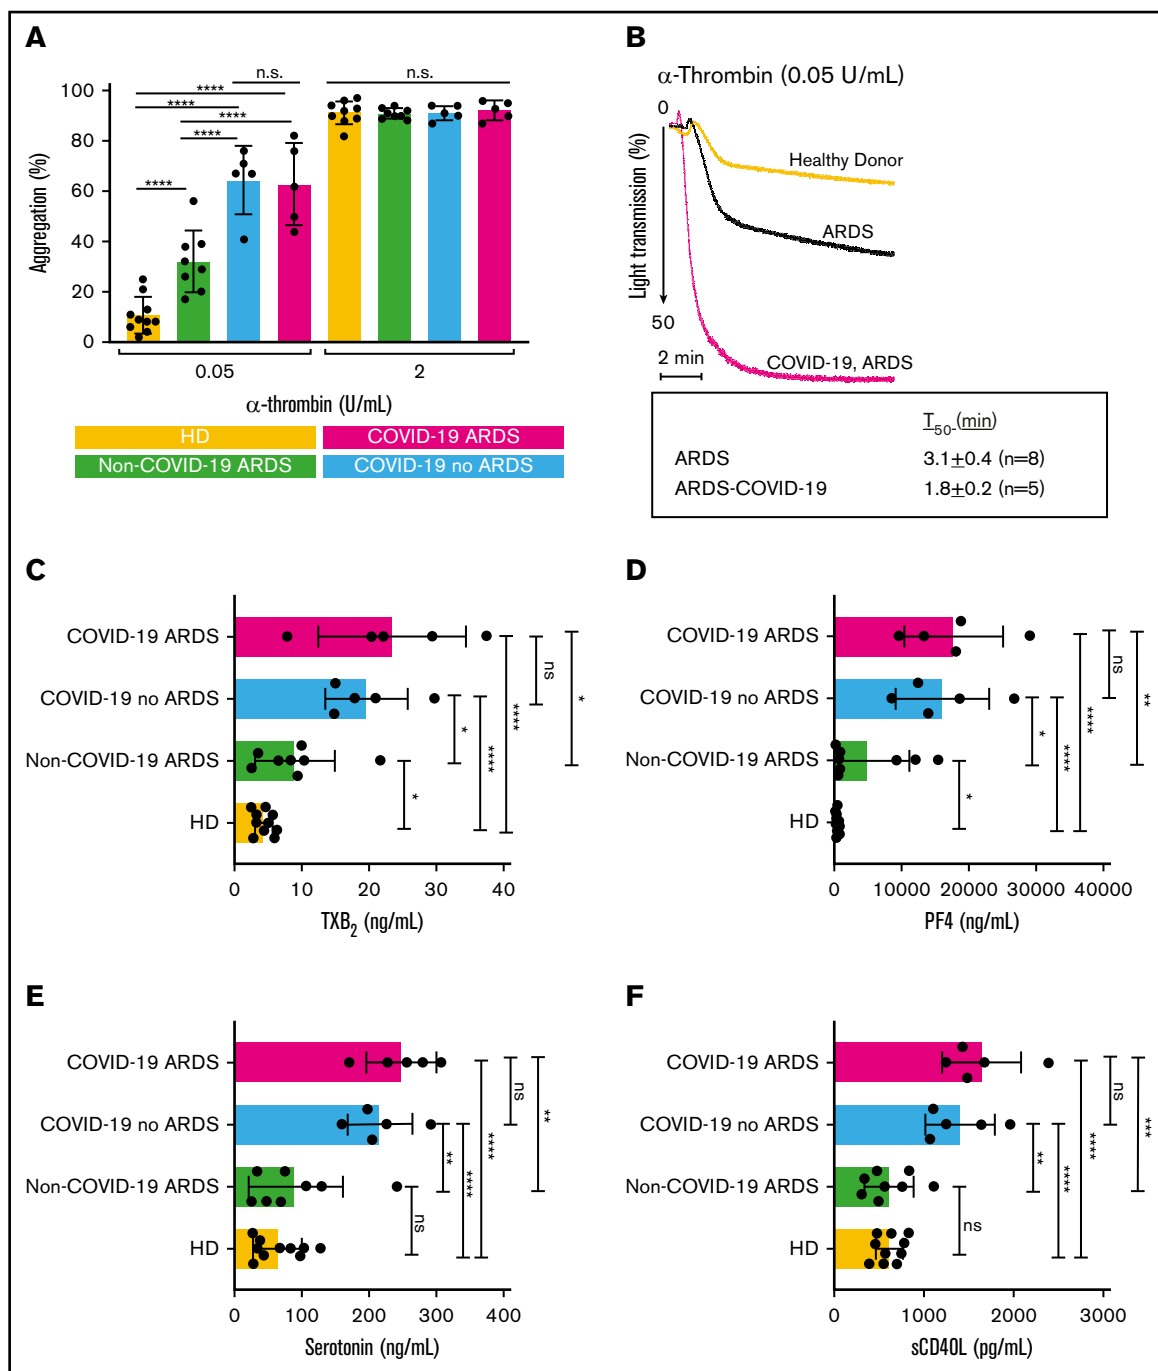 A
n.s.
n.s.
****
****
****
****
****
100
80
60
40
20
0
Aggregation (%)
0.05
2
α-thrombin (U/mL)
HD
COVID-19 ARDS
Non-COVID-19 ARDS
COVID-19 no ARDS
B
α-Thrombin (0.05 U/mL)
0
Light transmission (%)
50
2 min
Healthy Donor
ARDS
COVID-19, ARDS
T50-(min)
ARDS 3.1±0.4 (n=8)
ARDS-COVID-19 1.8±0.2 (n=5)
C
COVID-19 ARDS
COVID-19 no ARDS
Non-COVID-19 ARDS
HD
*
*
****
****
ns
*
0 10 20 30 40
TXB2 (ng/mL)
D
COVID-19 ARDS
COVID-19 no ARDS
Non-COVID-19 ARDS
HD
*
*
****
****
ns
**
0 10000 20000 30000 40000
PF4 (ng/mL)
E
COVID-19 ARDS
COVID-19 no ARDS
Non-COVID-19 ARDS
HD
ns
**
****
****
ns
**
0 100 200 300 400
Serotonin (ng/mL)
F
COVID-19 ARDS
COVID-19 no ARDS
Non-COVID-19 ARDS
HD
ns
**
****
****
ns
***
0 1000 2000 3000
sCD40L (pg/mL)